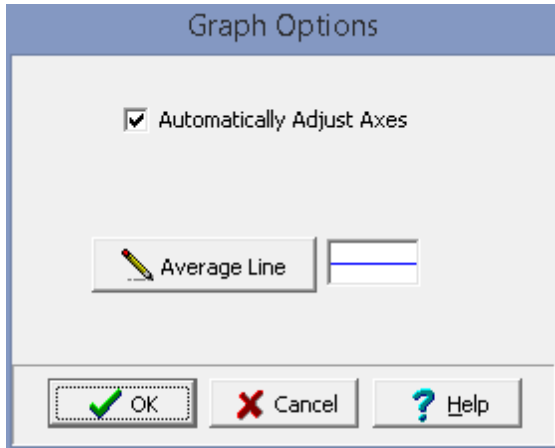 Graph Options
Automatically Adjust Axes
Average Line
OK Cancel Help